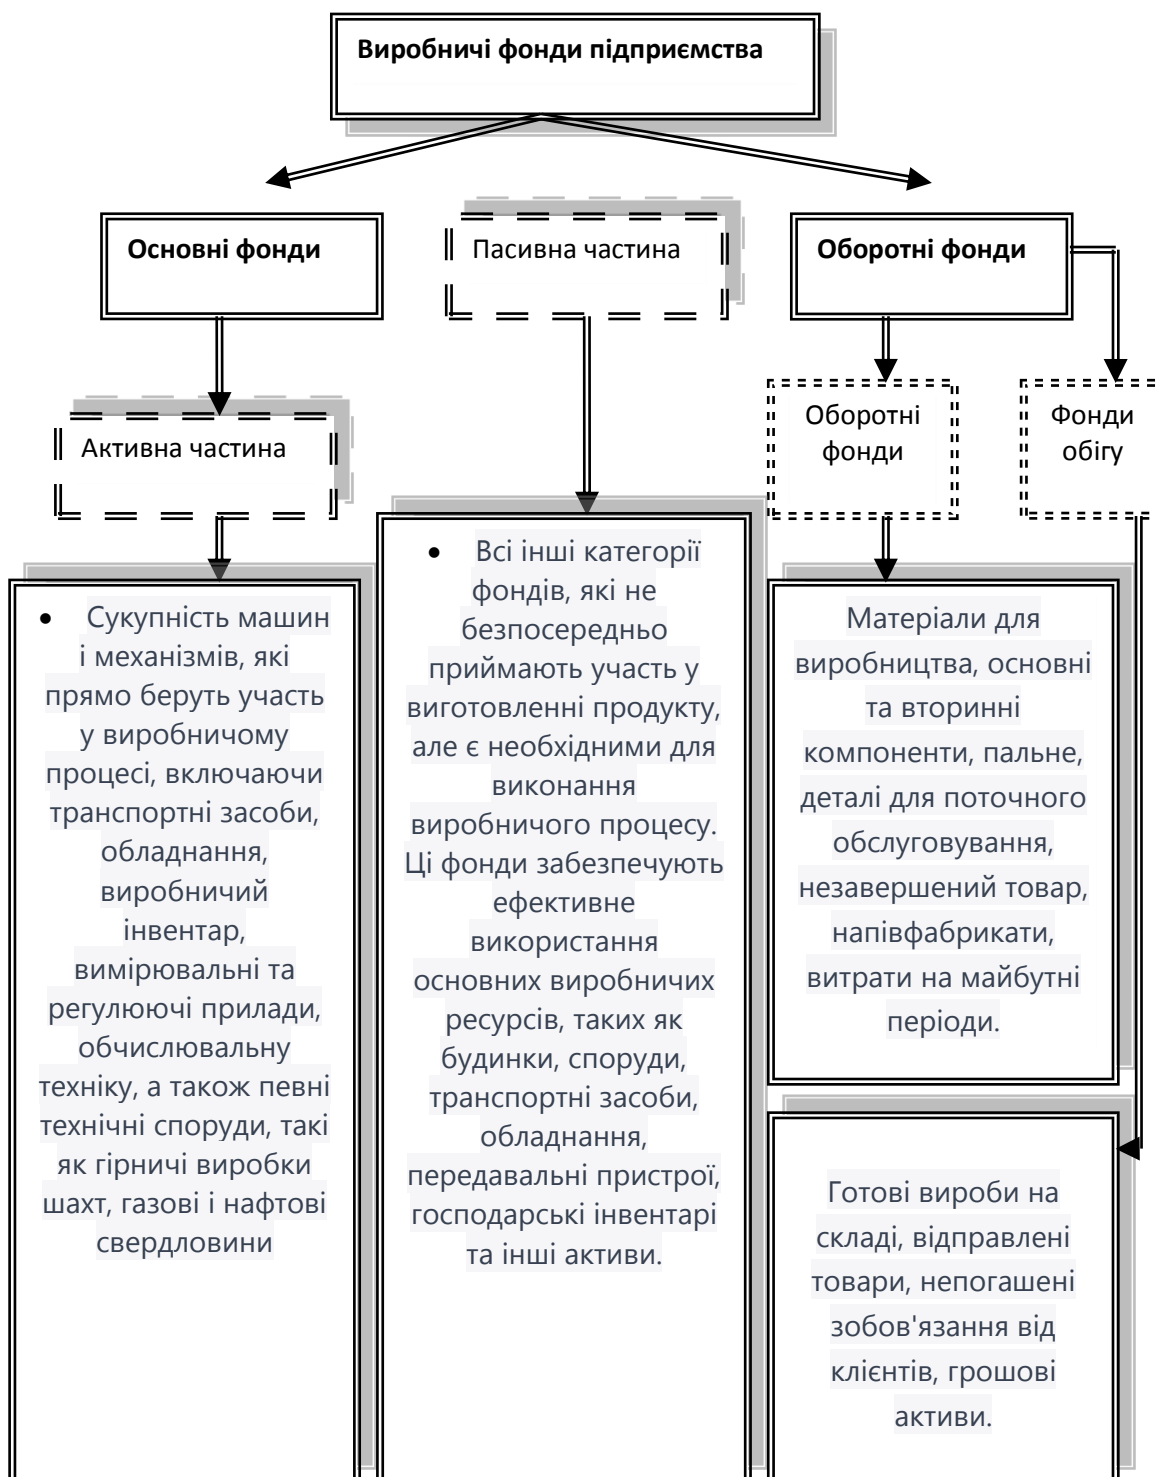 Виробничі фонди підприємства
Основні фонди
Пасивна частина
Оборотні фонди
Активна частина
Оборотні
фонди
Фонди
обігу
• Сукупність машин
і механізмів, які
прямо беруть участь
у виробничому
процесі, включаючи
транспортні засоби,
обладнання,
виробничий
інвентар,
вимірювальні та
регулюючі прилади,
обчислювальну
техніку, а також певні
технічні споруди, такі
як гірничі виробки
шахт, газові і нафтові
свердловини
• Всі інші категорії
фондів, які не
безпосередньо
приймають участь у
виготовленні продукту,
але є необхідними для
виконання
виробничого процесу.
Ці фонди забезпечують
ефективне
використання
основних виробничих
ресурсів, таких як
будинки, споруди,
транспортні засоби,
обладнання,
передавальні пристрої,
господарські інвентарі
та інші активи.
Матеріали для
виробництва, основні
та вторинні
компоненти, пальне,
деталі для поточного
обслуговування,
незавершений товар,
напівфабрикати,
витрати на майбутні
періоди.
Готові вироби на
складі, відправлені
товари, непогашені
зобов'язання від
клієнтів, грошові
активи.